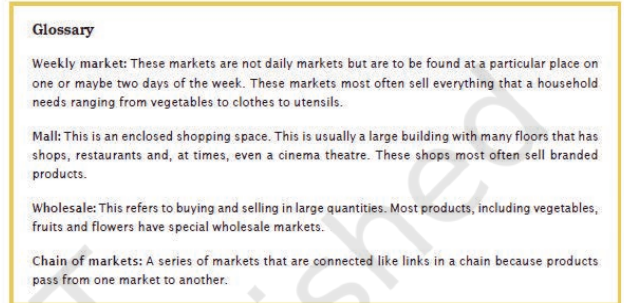 Glossary
Weekly market: These markets are not daily markets but are to be found at a particular place on
one or maybe two days of the week. These markets most often sell everything that a household
needs ranging from vegetables to clothes to utensils.
Mall: This is an enclosed shopping space. This is usually a large building with many floors that has
shops, restaurants and, at times, even a cinema theatre. These shops most often sell branded
products.
Wholesale: This refers to buying and selling in large quantities. Most products, including vegetables,
fruits and flowers have special wholesale markets.
Chain of markets: A series of markets that are connected like links in a chain because products
pass from one market to another.